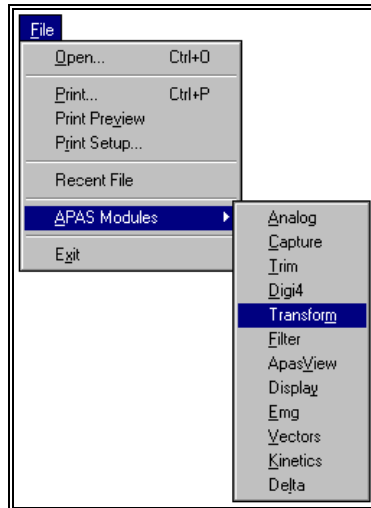 File
Open... Ctrl+O
Print... Ctrl+P
Print Preview
Print Setup...
Recent File
APAS Modules
Exit
Analog
Capture
Trim
Digi4
Transform
Filter
ApasView
Display
Emg
Vectors
Kinetics
Delta